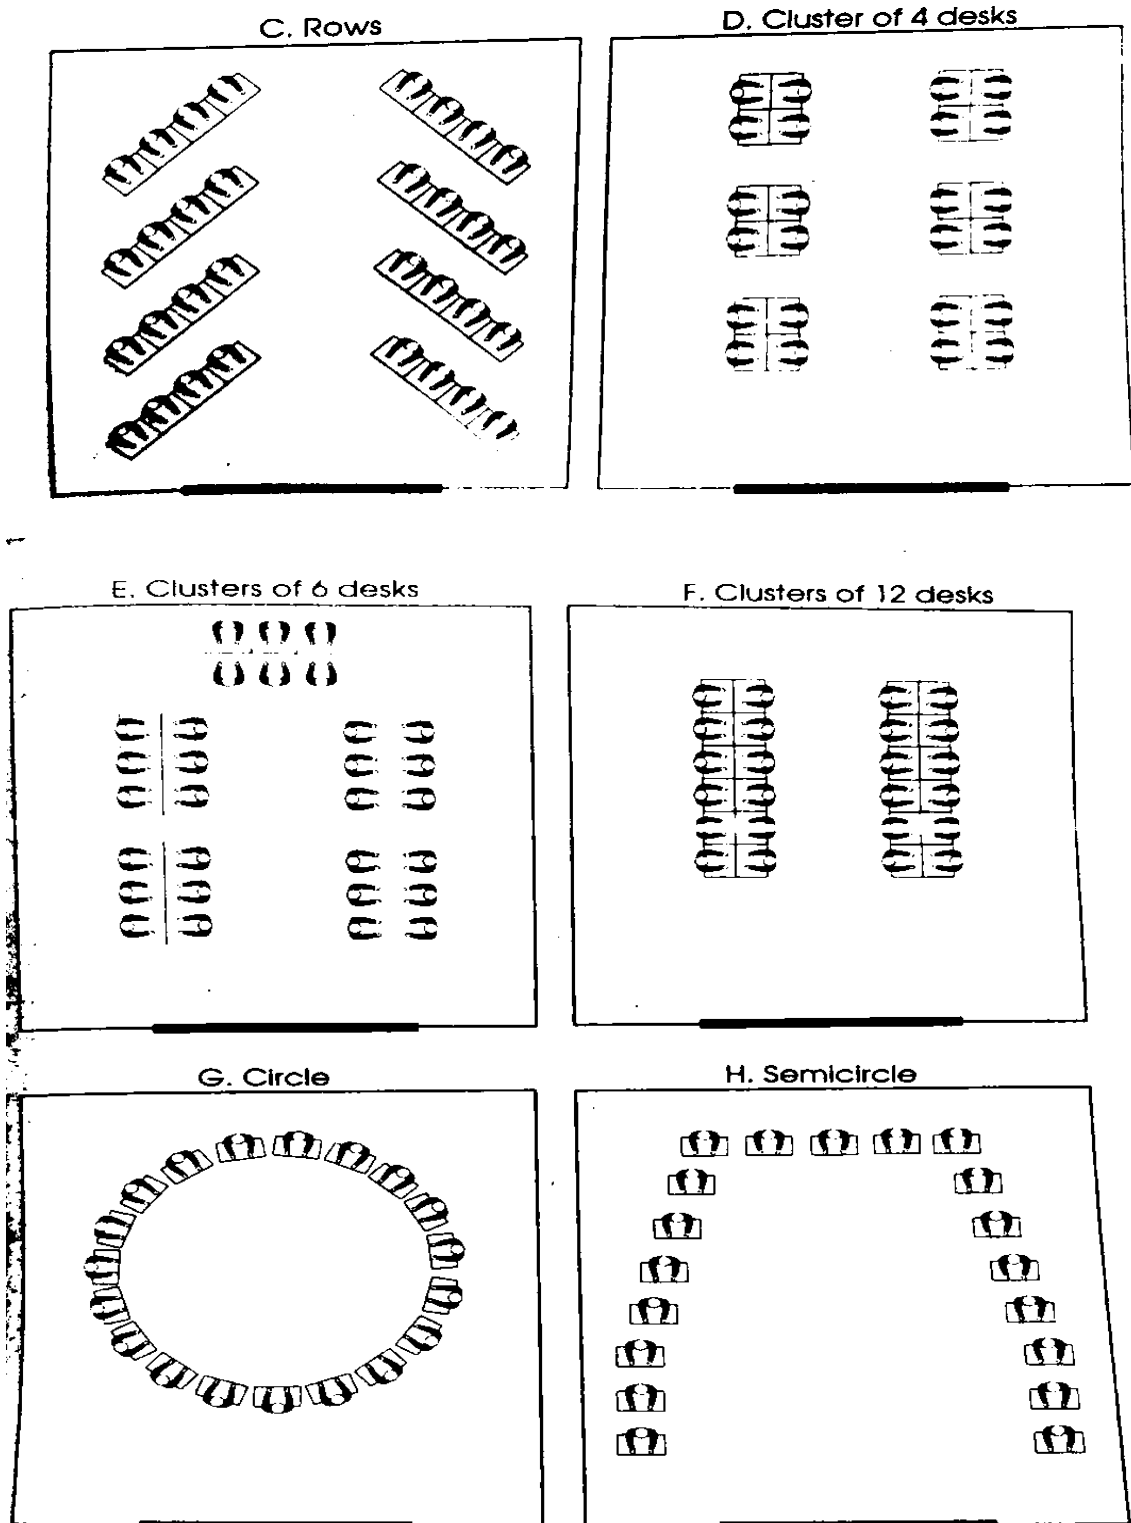 C. Rows
D. Cluster of 4 desks
E. Clusters of 6 desks
F. Clusters of 12 desks
G. Circle
H. Semicircle